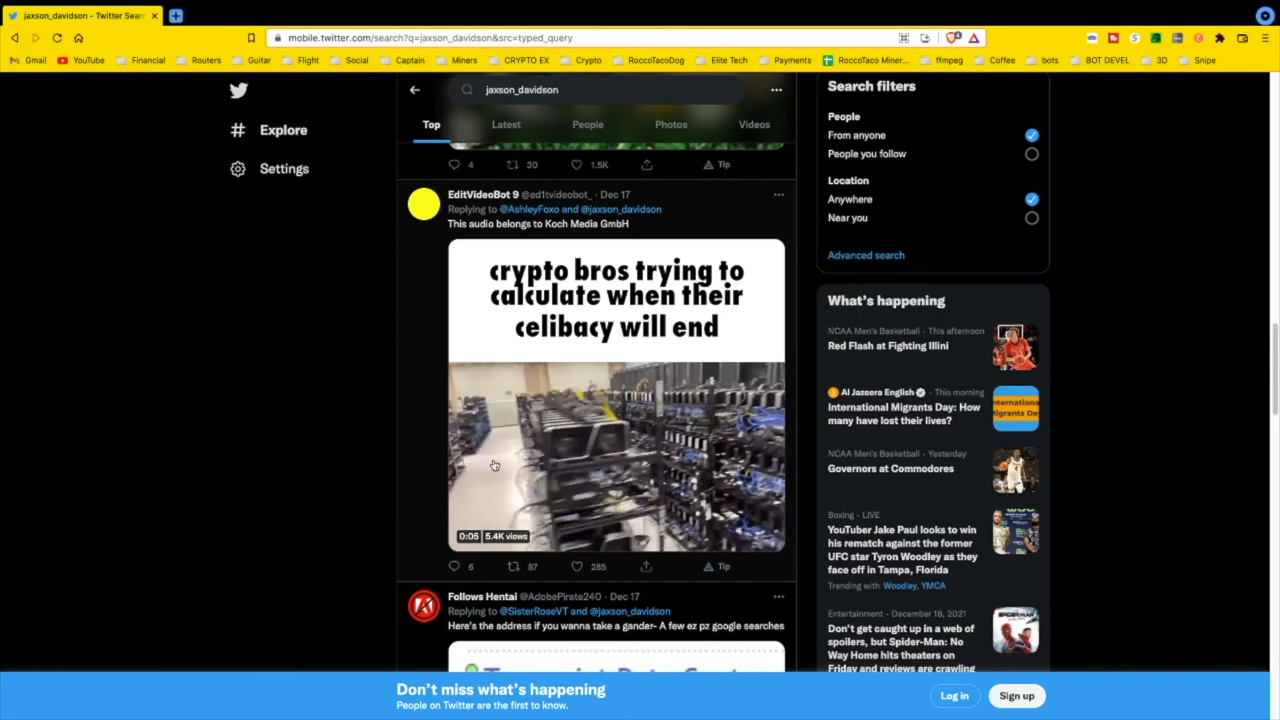 jaxson_davidson - Twitter Sear
mobile.twitter.com/search?q=jaxson_davidson&src=typed_query
Gmail YouTube Financial Routers Guitar Flight Social Captain Miners CRYPTO EX Crypto RoccoTacoDog Elite Tech Payments RoccoTaco Miner... ffmpeg Coffee bots BOT DEVEL 3D Snipe
jaxson_davidson
Explore
Settings
Top Latest People Photos Videos
4 30 1.5K Tip
EditVideoBot 9 @ed1tvideobot_ · Dec 17
Replying to @AshleyFoxo and @jaxson_davidson
This audio belongs to Koch Media GmbH
crypto bros trying to
calculate when their
celibacy will end
0:05 5.4K views
6 87 285 Tip
Follows Hentai @AdobePirate240 · Dec 17
Replying to @SisterRoseVT and @jaxson_davidson
Here's the address if you wanna take a gander- A few ez pz google searches
Search filters
People
From anyone
People you follow
Location
Anywhere
Near you
Advanced search
What's happening
NCAA Men's Basketball · This afternoon
Red Flash at Fighting Illini
Al Jazeera English · This morning
International Migrants Day: How
many have lost their lives?
NCAA Men's Basketball · Yesterday
Governors at Commodores
Boxing · LIVE
YouTuber Jake Paul looks to win
his rematch against the former
UFC star Tyron Woodley as they
face off in Tampa, Florida
Trending with Woodley, YMCA
Entertainment · December 18, 2021
Don't get caught up in a web of
spoilers, but Spider-Man: No
Way Home hits theaters on
Friday and reviews are crawling
Don't miss what's happening
People on Twitter are the first to know.
Log in
Sign up